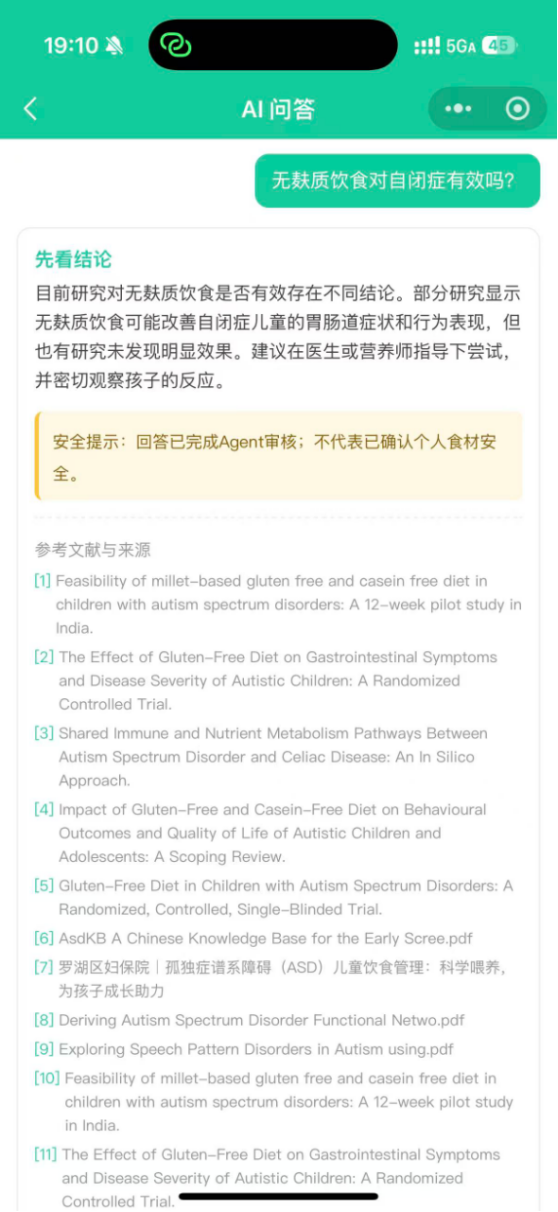 19:10
5GA 45
AI 问答
无麸质饮食对自闭症有效吗?
先看结论
目前研究对无麸质饮食是否有效存在不同结论。部分研究显示
无麸质饮食可能改善自闭症儿童的胃肠道症状和行为表现，但
也有研究未发现明显效果。建议在医生或营养师指导下尝试，
并密切观察孩子的反应。
安全提示：回答已完成Agent审核；不代表已确认个人食材安
全。
参考文献与来源
[1] Feasibility of millet-based gluten free and casein free diet in
children with autism spectrum disorders: A 12-week pilot study in
India.
[2] The Effect of Gluten-Free Diet on Gastrointestinal Symptoms
and Disease Severity of Autistic Children: A Randomized
Controlled Trial.
[3] Shared Immune and Nutrient Metabolism Pathways Between
Autism Spectrum Disorder and Celiac Disease: An In Silico
Approach.
[4] Impact of Gluten-Free and Casein-Free Diet on Behavioural
Outcomes and Quality of Life of Autistic Children and
Adolescents: A Scoping Review.
[5] Gluten-Free Diet in Children with Autism Spectrum Disorders: A
Randomized, Controlled, Single-Blinded Trial.
[6] AsdKB A Chinese Knowledge Base for the Early Scree.pdf
[7] 罗湖区妇保院｜孤独症谱系障碍（ASD）儿童饮食管理：科学喂养，
为孩子成长助力
[8] Deriving Autism Spectrum Disorder Functional Netwo.pdf
[9] Exploring Speech Pattern Disorders in Autism using.pdf
[10] Feasibility of millet-based gluten free and casein free diet in
children with autism spectrum disorders: A 12-week pilot study
in India.
[11] The Effect of Gluten-Free Diet on Gastrointestinal Symptoms
and Disease Severity of Autistic Children: A Randomized
Controlled Trial.